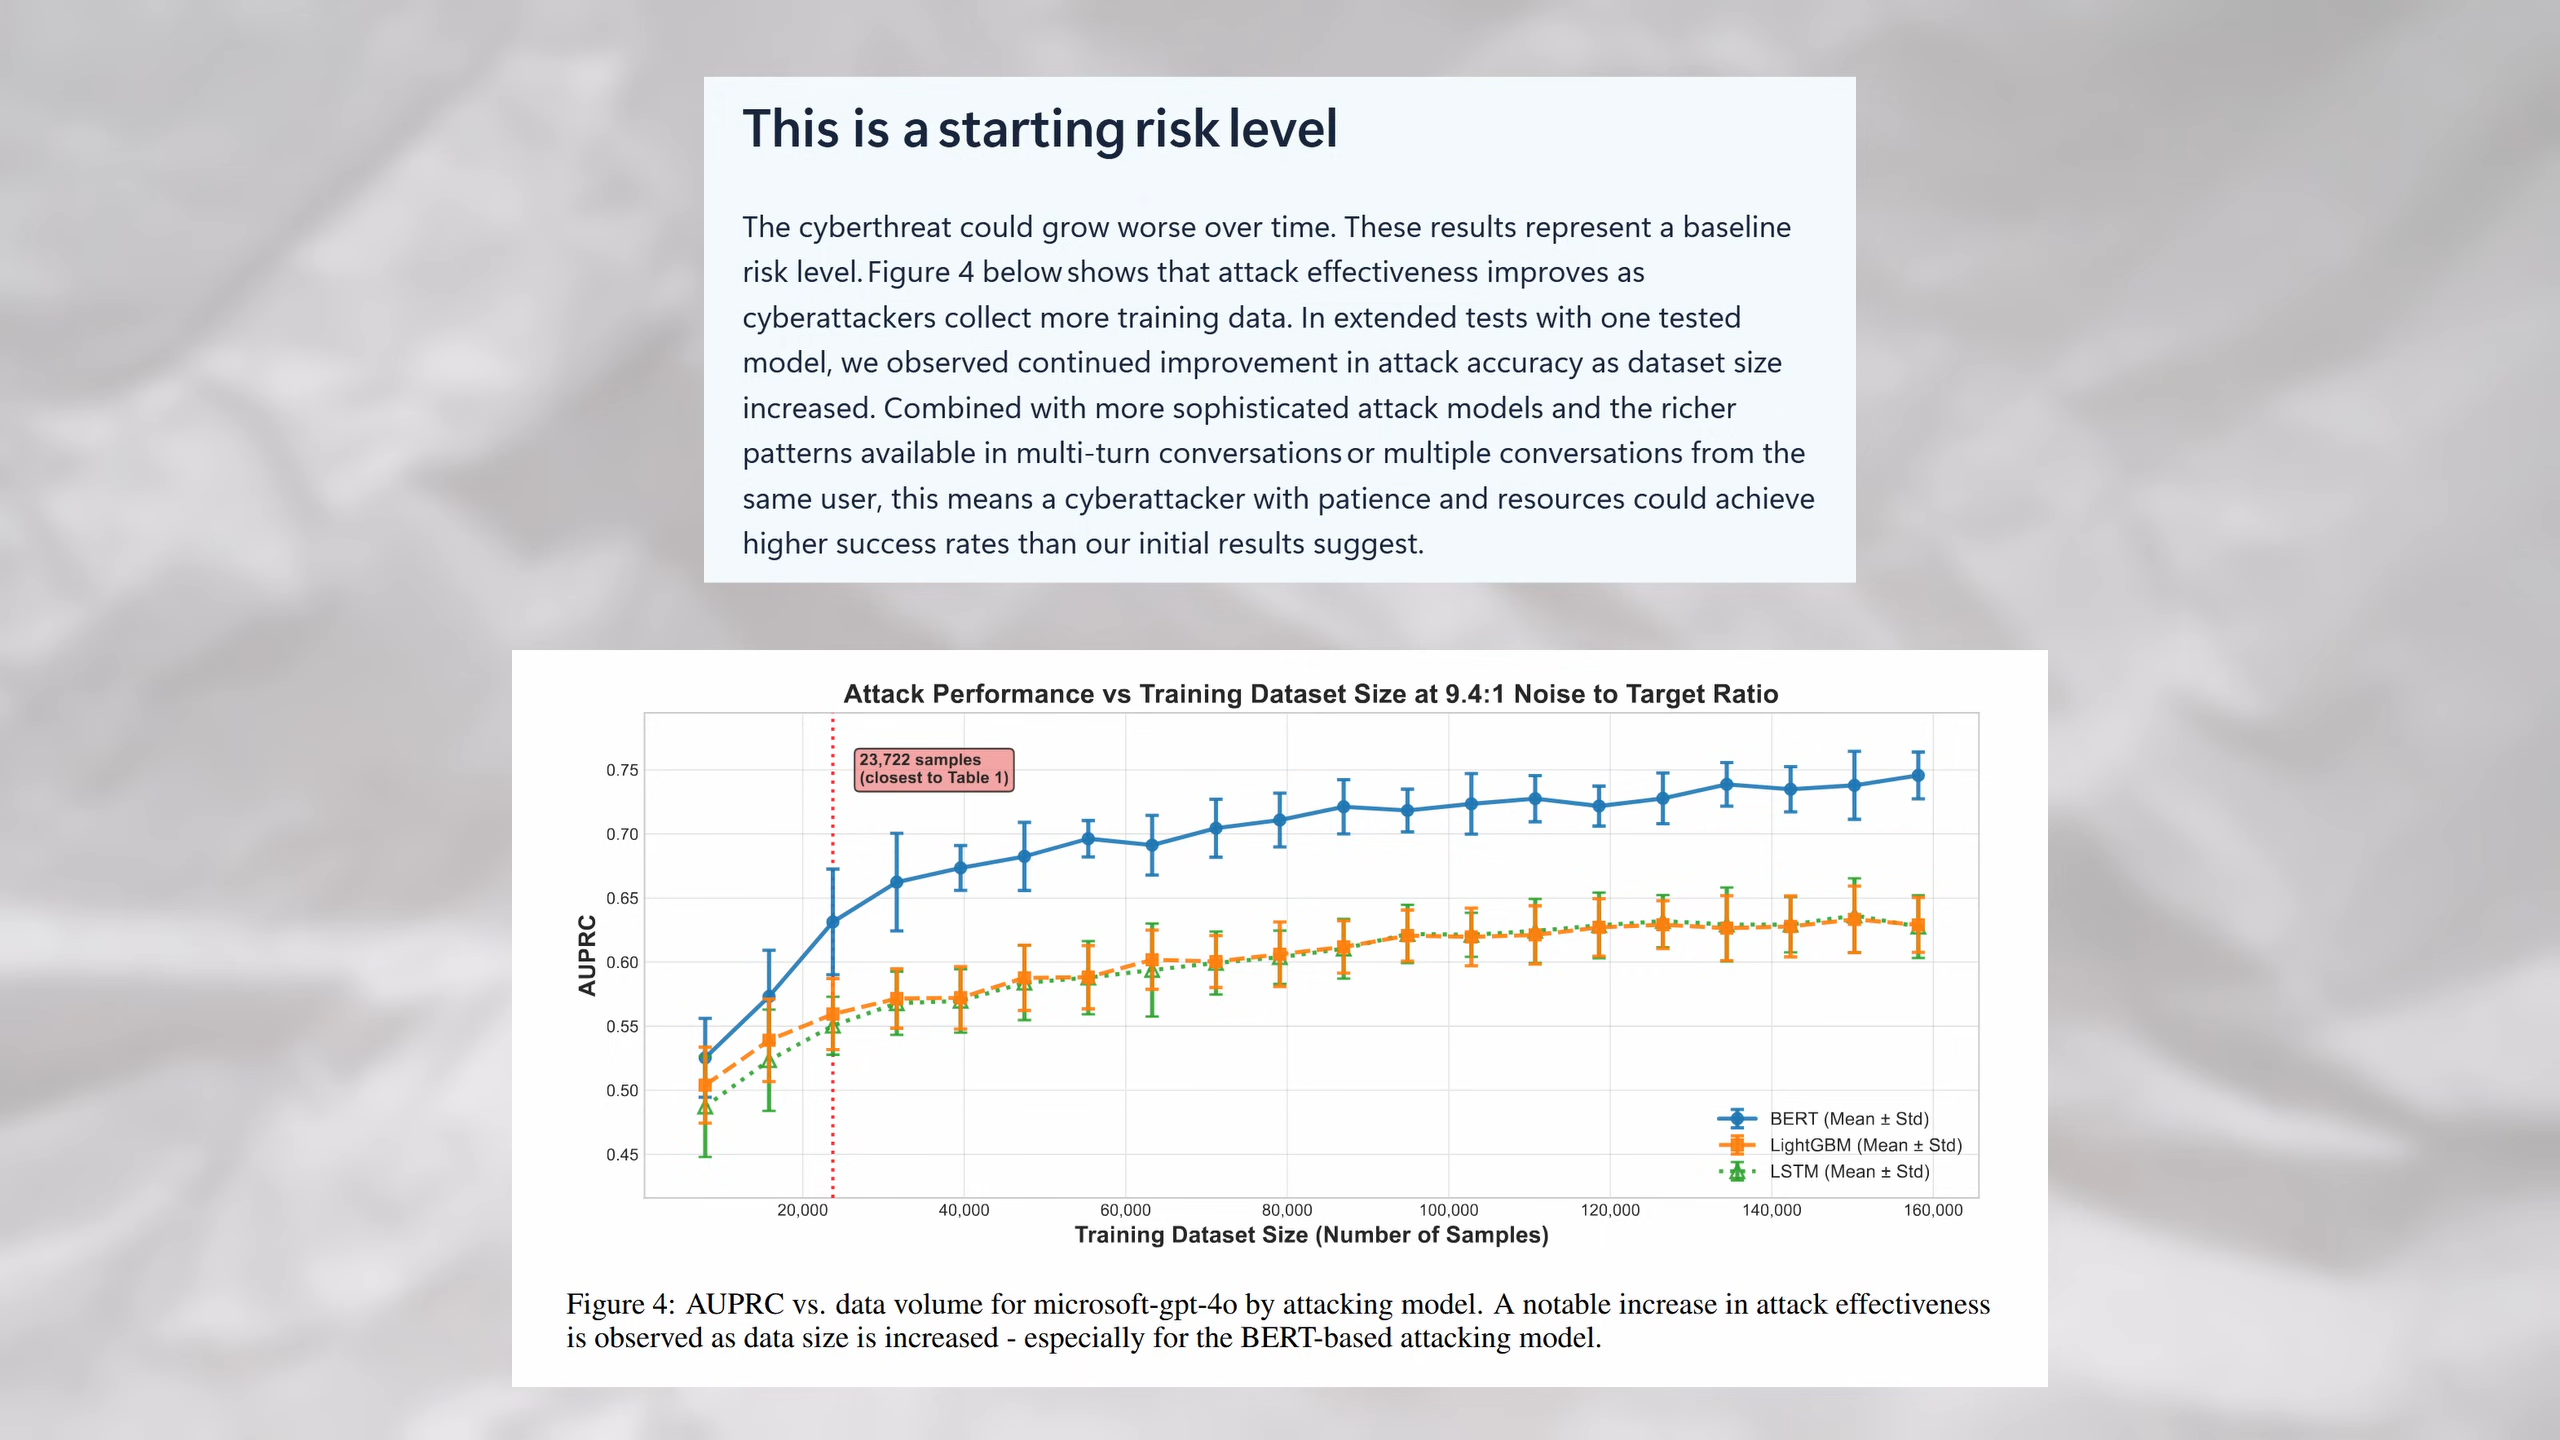 This is a starting risk level
The cyberthreat could grow worse over time. These results represent a baseline
risk level. Figure 4 below shows that attack effectiveness improves as
cyberattackers collect more training data. In extended tests with one tested
model, we observed continued improvement in attack accuracy as dataset size
increased. Combined with more sophisticated attack models and the richer
patterns available in multi-turn conversations or multiple conversations from the
same user, this means a cyberattacker with patience and resources could achieve
higher success rates than our initial results suggest.
Attack Performance vs Training Dataset Size at 9.4:1 Noise to Target Ratio
23,722 samples
(closest to Table 1)
AUPRC
0.75
0.70
0.65
0.60
0.55
0.50
0.45
BERT (Mean ± Std)
LightGBM (Mean ± Std)
LSTM (Mean ± Std)
20,000 40,000 60,000 80,000 100,000 120,000 140,000 160,000
Training Dataset Size (Number of Samples)
Figure 4: AUPRC vs. data volume for microsoft-gpt-4o by attacking model. A notable increase in attack effectiveness
is observed as data size is increased - especially for the BERT-based attacking model.